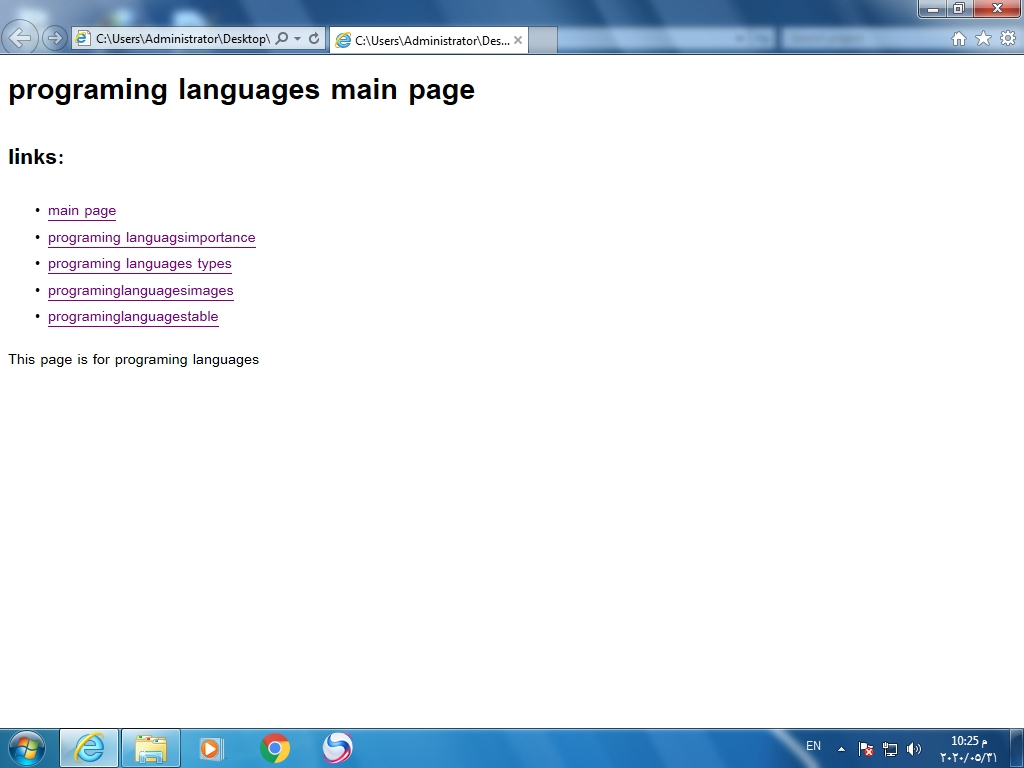 C:\Users\Administrator\Desktop\
C:\Users\Administrator\Des...
programing languages main page
links:
main page
programing languagsimportance
programing languages types
programinglanguagesimages
programinglanguagestable
This page is for programing languages
EN
10:25 م
٢٠٢٠/٠٥/٣١